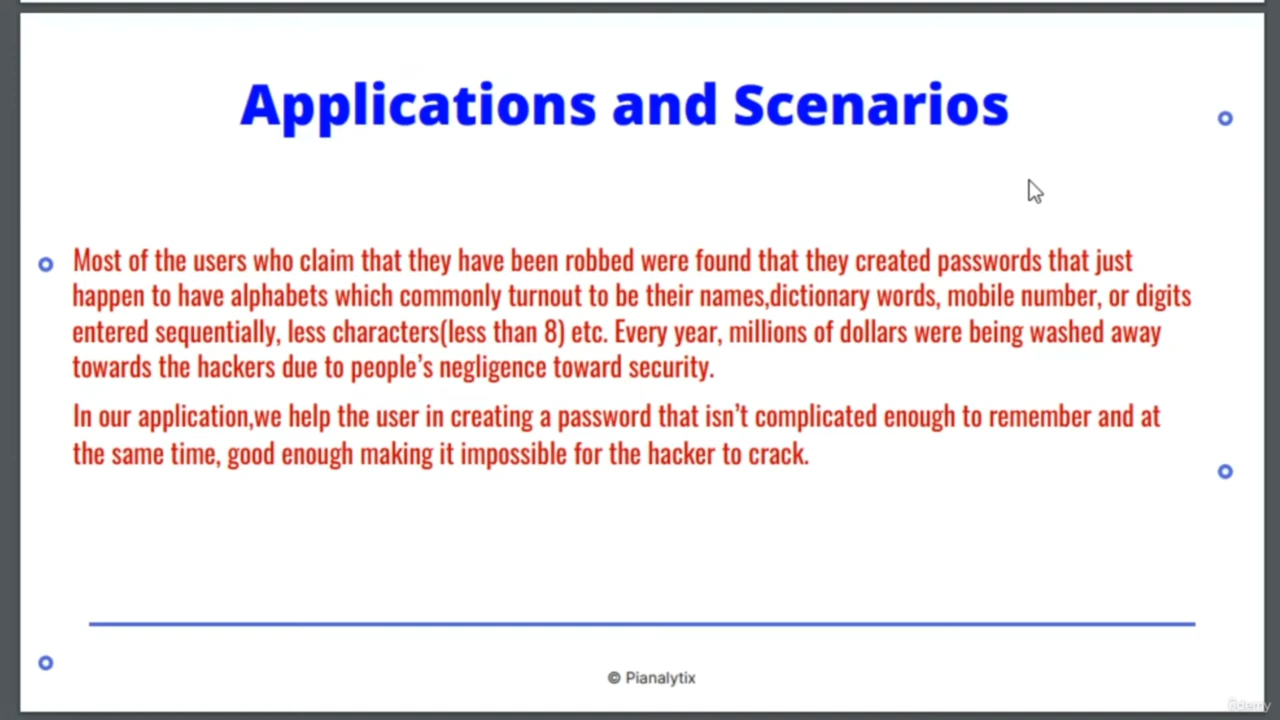 Applications and Scenarios
Most of the users who claim that they have been robbed were found that they created passwords that just
happen to have alphabets which commonly turnout to be their names,dictionary words, mobile number, or digits
entered sequentially, less characters(less than 8) etc. Every year, millions of dollars were being washed away
towards the hackers due to people’s negligence toward security.
In our application,we help the user in creating a password that isn’t complicated enough to remember and at
the same time, good enough making it impossible for the hacker to crack.
© Pianalytix
ûdemy